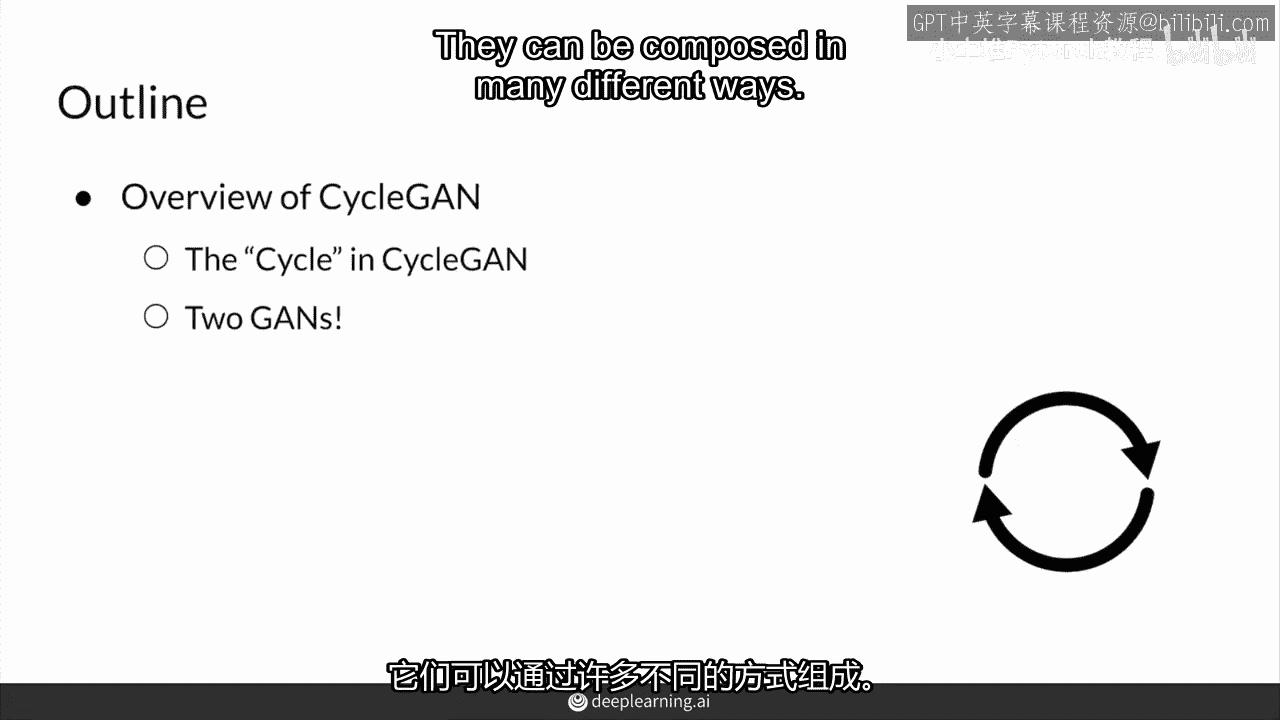 GPT中英字幕课程资源@bilibili.com
They can be composed in
many different ways.
Outline
● Overview of CycleGAN
○ The “Cycle” in CycleGAN
○ Two GANs!
它们可以通过许多不同的方式组成。
deeplearning.ai